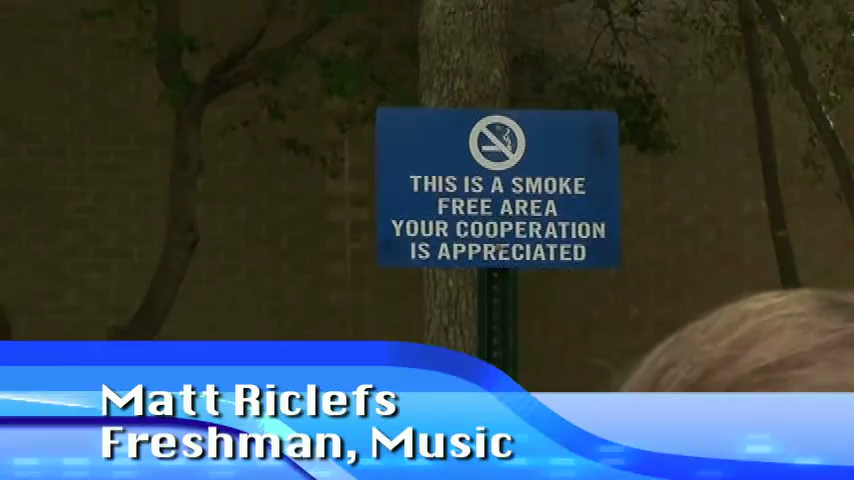 THIS IS A SMOKE
FREE AREA
YOUR COOPERATION
IS APPRECIATED
Matt Riclefs
Freshman, Music